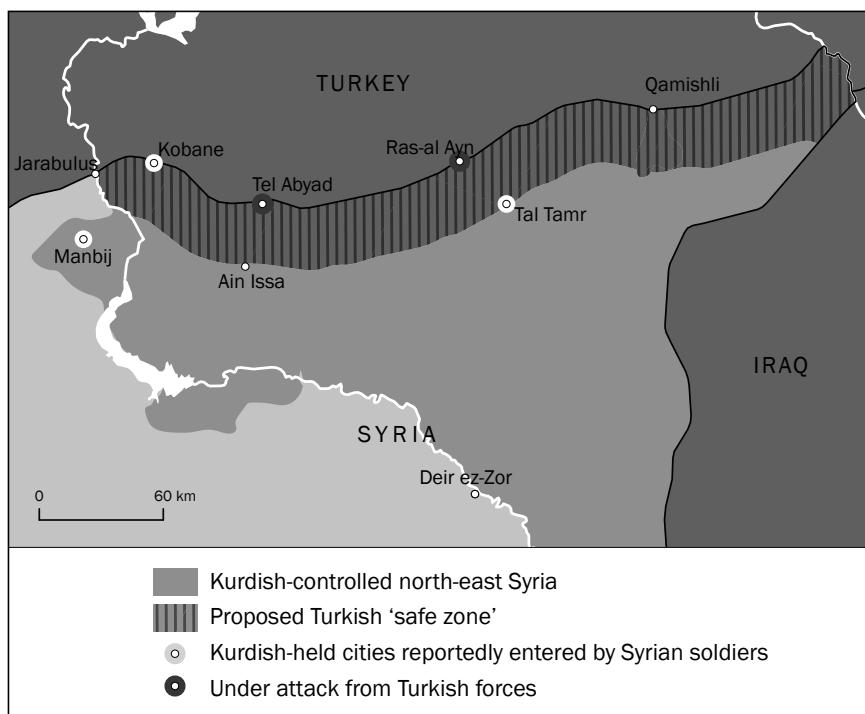 TURKEY
Qamishli
Kobane
Ras-al Ayn
Jarabulus
Tel Abyad
Tal Tamr
Manbij
Ain Issa
IRAQ
SYRIA
Deir ez-Zor
0 60 km
Kurdish-controlled north-east Syria
Proposed Turkish ‘safe zone’
Kurdish-held cities reportedly entered by Syrian soldiers
Under attack from Turkish forces